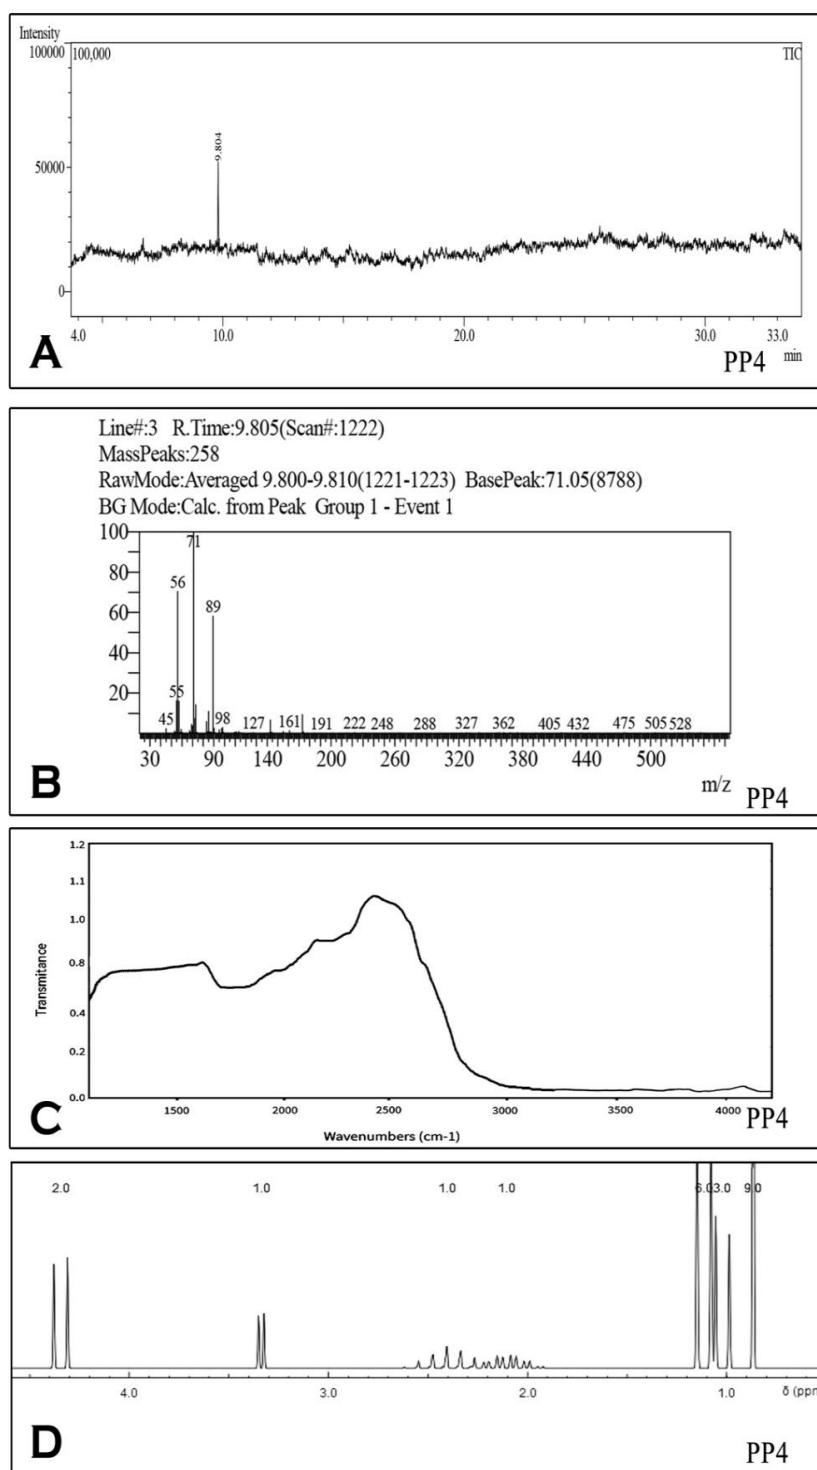 Intensity
100000
100,000
TIC
9.804
50000
0
4.0 10.0 20.0 30.0 33.0
min
A
PP4
Line#:3 R.Time:9.805(Scan#:1222)
MassPeaks:258
RawMode:Averaged 9.800-9.810(1221-1223) BasePeak:71.05(8788)
BG Mode:Calc. from Peak Group 1 - Event 1
100
71
80
56
89
60
40
20
55
45 98 127 161 191 222 248 288 327 362 405 432 475 505 528
30 90 140 200 260 320 380 440 500
m/z
B
PP4
1.2
1.1
1.0
0.8
0.4
0.2
0.0
Transmitance
1500 2000 2500 3000 3500 4000
Wavenumbers (cm-1)
C
PP4
2.0 1.0 1.0 1.0 6.0 3.0 9.0
4.0 3.0 2.0 1.0 δ (ppm
D
PP4